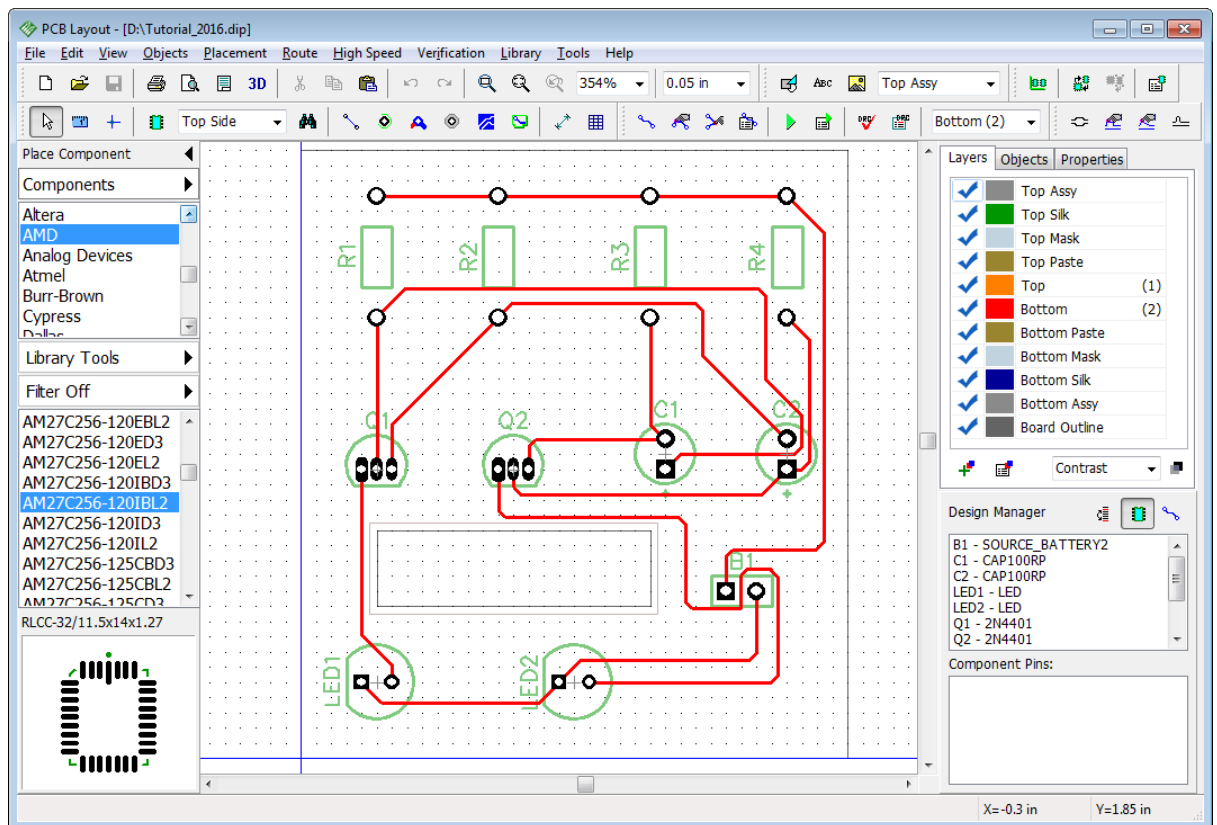 PCB Layout - [D:\Tutorial_2016.dip]
File Edit View Objects Placement Route High Speed Verification Library Tools Help
3D 354% 0.05 in ABC Top Assy
Top Side DRC DRC Bottom (2)
Place Component
Components
Altera
AMD
Analog Devices
Atmel
Burr-Brown
Cypress
Dallas
Library Tools
Filter Off
AM27C256-120EBL2
AM27C256-120ED3
AM27C256-120EL2
AM27C256-120IBD3
AM27C256-120IBL2
AM27C256-120ID3
AM27C256-120IL2
AM27C256-125CBD3
AM27C256-125CBL2
AM27C256-125CD3
RLCC-32/11.5x14x1.27
R1 R2 R3 R4
Q1 Q2 C1 C2
+ +
B1
LED1 LED2
Layers Objects Properties
Top Assy
Top Silk
Top Mask
Top Paste
Top (1)
Bottom (2)
Bottom Paste
Bottom Mask
Bottom Silk
Bottom Assy
Board Outline
Contrast
Design Manager
B1 - SOURCE_BATTERY2
C1 - CAP100RP
C2 - CAP100RP
LED1 - LED
LED2 - LED
Q1 - 2N4401
Q2 - 2N4401
Component Pins:
X=-0.3 in Y=1.85 in